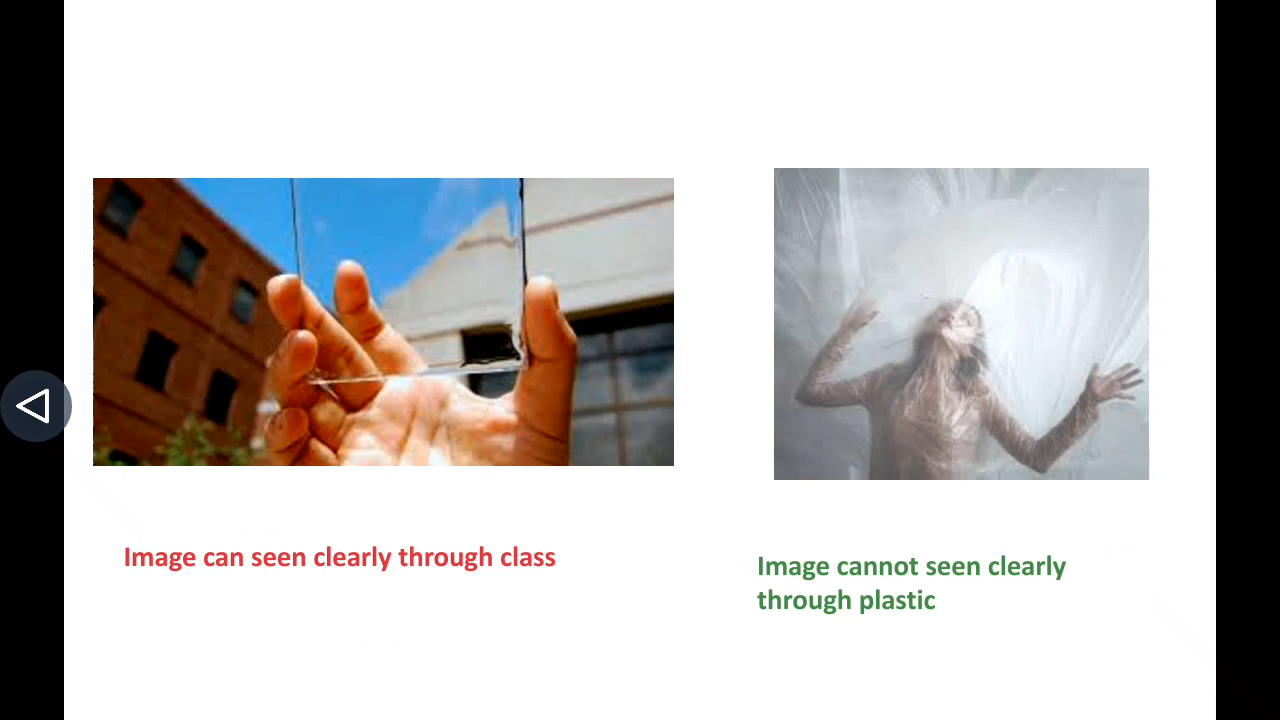 Image can seen clearly through class
Image cannot seen clearly
through plastic